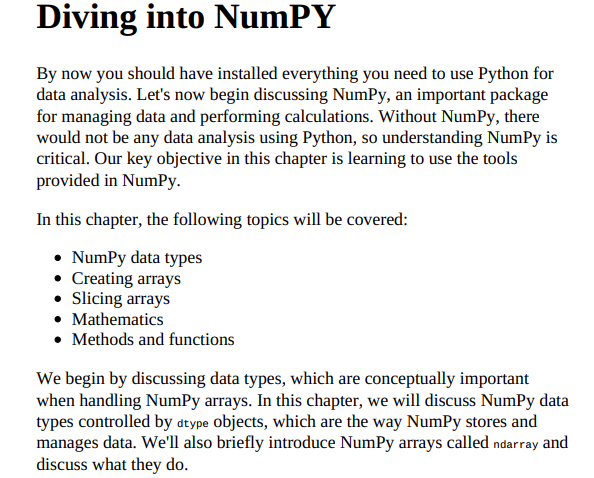 Diving into NumPY
By now you should have installed everything you need to use Python for
data analysis. Let's now begin discussing NumPy, an important package
for managing data and performing calculations. Without NumPy, there
would not be any data analysis using Python, so understanding NumPy is
critical. Our key objective in this chapter is learning to use the tools
provided in NumPy.
In this chapter, the following topics will be covered:
• NumPy data types
• Creating arrays
• Slicing arrays
• Mathematics
• Methods and functions
We begin by discussing data types, which are conceptually important
when handling NumPy arrays. In this chapter, we will discuss NumPy data
types controlled by dtype objects, which are the way NumPy stores and
manages data. We'll also briefly introduce NumPy arrays called ndarray and
discuss what they do.